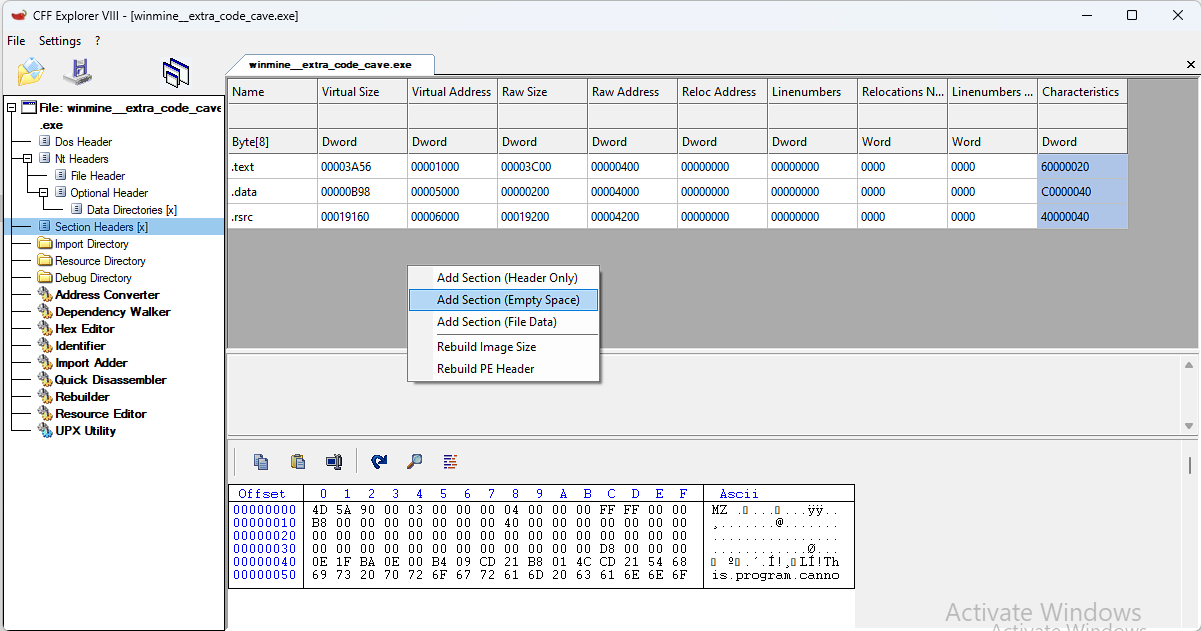 CFF Explorer VIII - [winmine__extra_code_cave.exe]
File Settings ?
winmine__extra_code_cave.exe
File: winmine__extra_code_cave
.exe
Dos Header
Nt Headers
File Header
Optional Header
Data Directories [x]
Section Headers [x]
Import Directory
Resource Directory
Debug Directory
Address Converter
Dependency Walker
Hex Editor
Identifier
Import Adder
Quick Disassembler
Rebuilder
Resource Editor
UPX Utility
Name Virtual Size Virtual Address Raw Size Raw Address Reloc Address Linenumbers Relocations N... Linenumbers ... Characteristics
Byte[8] Dword Dword Dword Dword Dword Dword Word Word Dword
.text 00003A56 00001000 00003C00 00000400 00000000 00000000 0000 0000 60000020
.data 00000B98 00005000 00000200 00004000 00000000 00000000 0000 0000 C0000040
.rsrc 00019160 00006000 00019200 00004200 00000000 00000000 0000 0000 40000040
Add Section (Header Only)
Add Section (Empty Space)
Add Section (File Data)
Rebuild Image Size
Rebuild PE Header
Offset 0 1 2 3 4 5 6 7 8 9 A B C D E F Ascii
00000000 4D 5A 90 00 03 00 00 00 04 00 00 00 FF FF 00 00 MZ.▯...▯...ÿÿ..
00000010 B8 00 00 00 00 00 00 00 40 00 00 00 00 00 00 00 ¸.......@.......
00000020 00 00 00 00 00 00 00 00 00 00 00 00 00 00 00 00 ................
00000030 00 00 00 00 00 00 00 00 00 00 00 00 D8 00 00 00 ............Ø...
00000040 0E 1F BA 0E 00 B4 09 CD 21 B8 01 4C CD 21 54 68 ▯ º▯.´.Í!¸▯LÍ!Th
00000050 69 73 20 70 72 6F 67 72 61 6D 20 63 61 6E 6E 6F is.program.canno
Activate Windows
Activate Windows